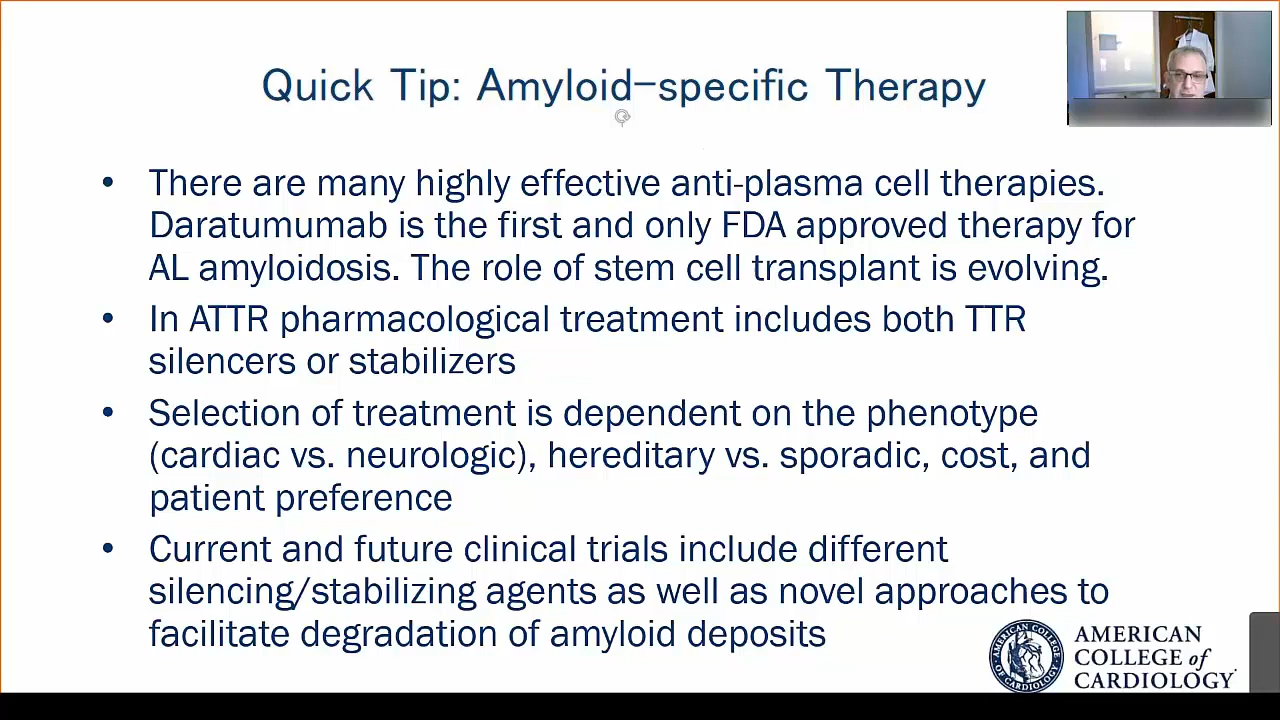 Quick Tip: Amyloid-specific Therapy
• There are many highly effective anti-plasma cell therapies.
Daratumumab is the first and only FDA approved therapy for
AL amyloidosis. The role of stem cell transplant is evolving.
• In ATTR pharmacological treatment includes both TTR
silencers or stabilizers
• Selection of treatment is dependent on the phenotype
(cardiac vs. neurologic), hereditary vs. sporadic, cost, and
patient preference
• Current and future clinical trials include different
silencing/stabilizing agents as well as novel approaches to
facilitate degradation of amyloid deposits
AMERICAN COLLEGE OF CARDIOLOGY
AMERICAN
COLLEGE of
CARDIOLOGY